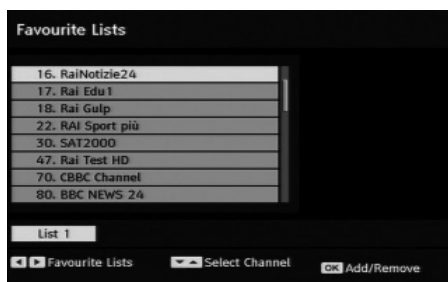 Favourite Lists
16. RaiNotizie24
17. Rai Edu1
18. Rai Gulp
22. RAI Sport più
30. SAT2000
47. Rai Test HD
70. CBBC Channel
80. BBC NEWS 24
List 1
Favourite Lists Select Channel OK Add/Remove